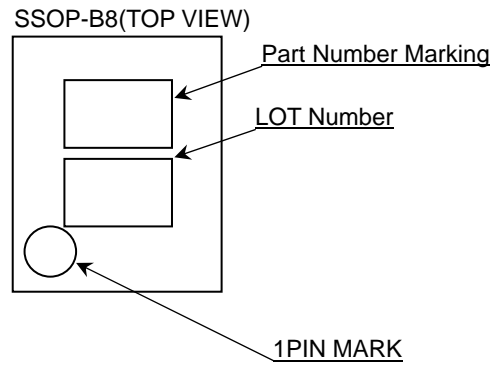 SSOP-B8(TOP VIEW)
Part Number Marking
LOT Number
1PIN MARK